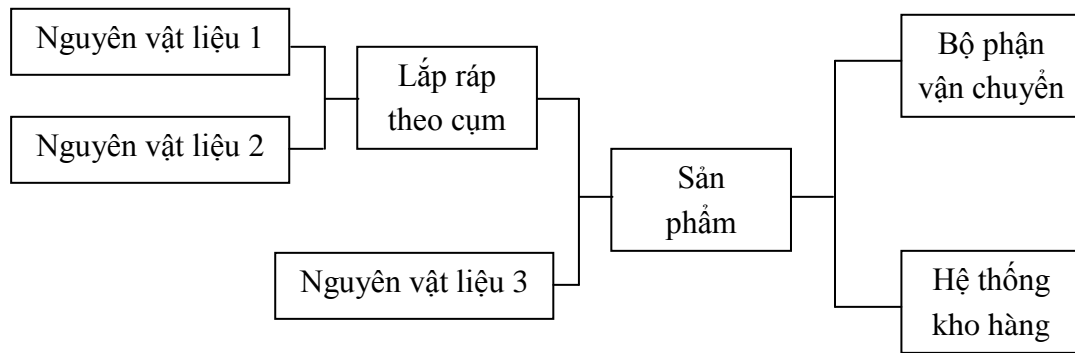 Nguyên vật liệu 1
Nguyên vật liệu 2
Lắp ráp
theo cụm
Nguyên vật liệu 3
Sản
phẩm
Bộ phận
vận chuyển
Hệ thống
kho hàng